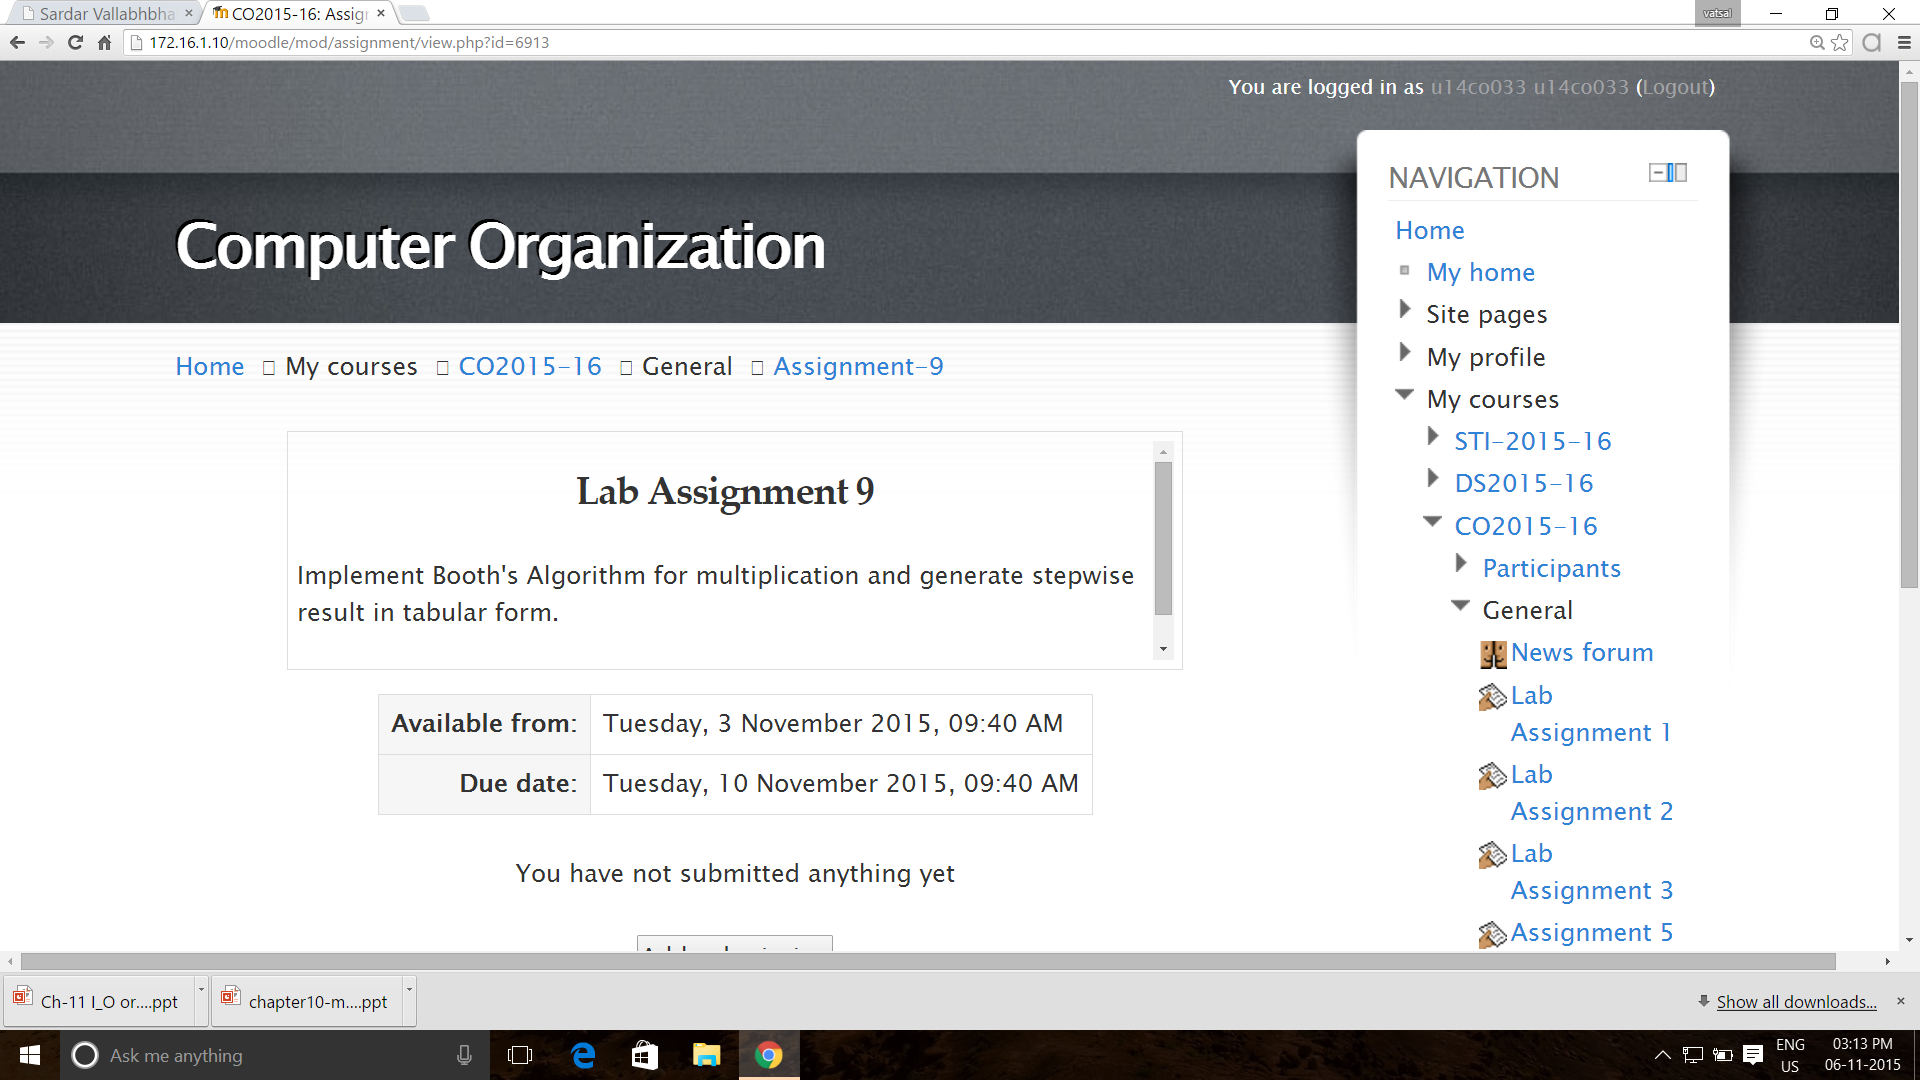 Sardar Vallabhbha
CO2015-16: Assig
vatsal
172.16.1.10/moodle/mod/assignment/view.php?id=6913
You are logged in as u14co033 u14co033 (Logout)
Computer Organization
Home My courses CO2015-16 General Assignment-9
Lab Assignment 9
Implement Booth's Algorithm for multiplication and generate stepwise
result in tabular form.
Available from: Tuesday, 3 November 2015, 09:40 AM
Due date: Tuesday, 10 November 2015, 09:40 AM
You have not submitted anything yet
NAVIGATION
Home
My home
Site pages
My profile
My courses
STI-2015-16
DS2015-16
CO2015-16
Participants
General
News forum
Lab
Assignment 1
Lab
Assignment 2
Lab
Assignment 3
Assignment 5
Ch-11 I_O or....ppt
chapter10-m....ppt
Show all downloads...
Ask me anything
ENG
US
03:13 PM
06-11-2015